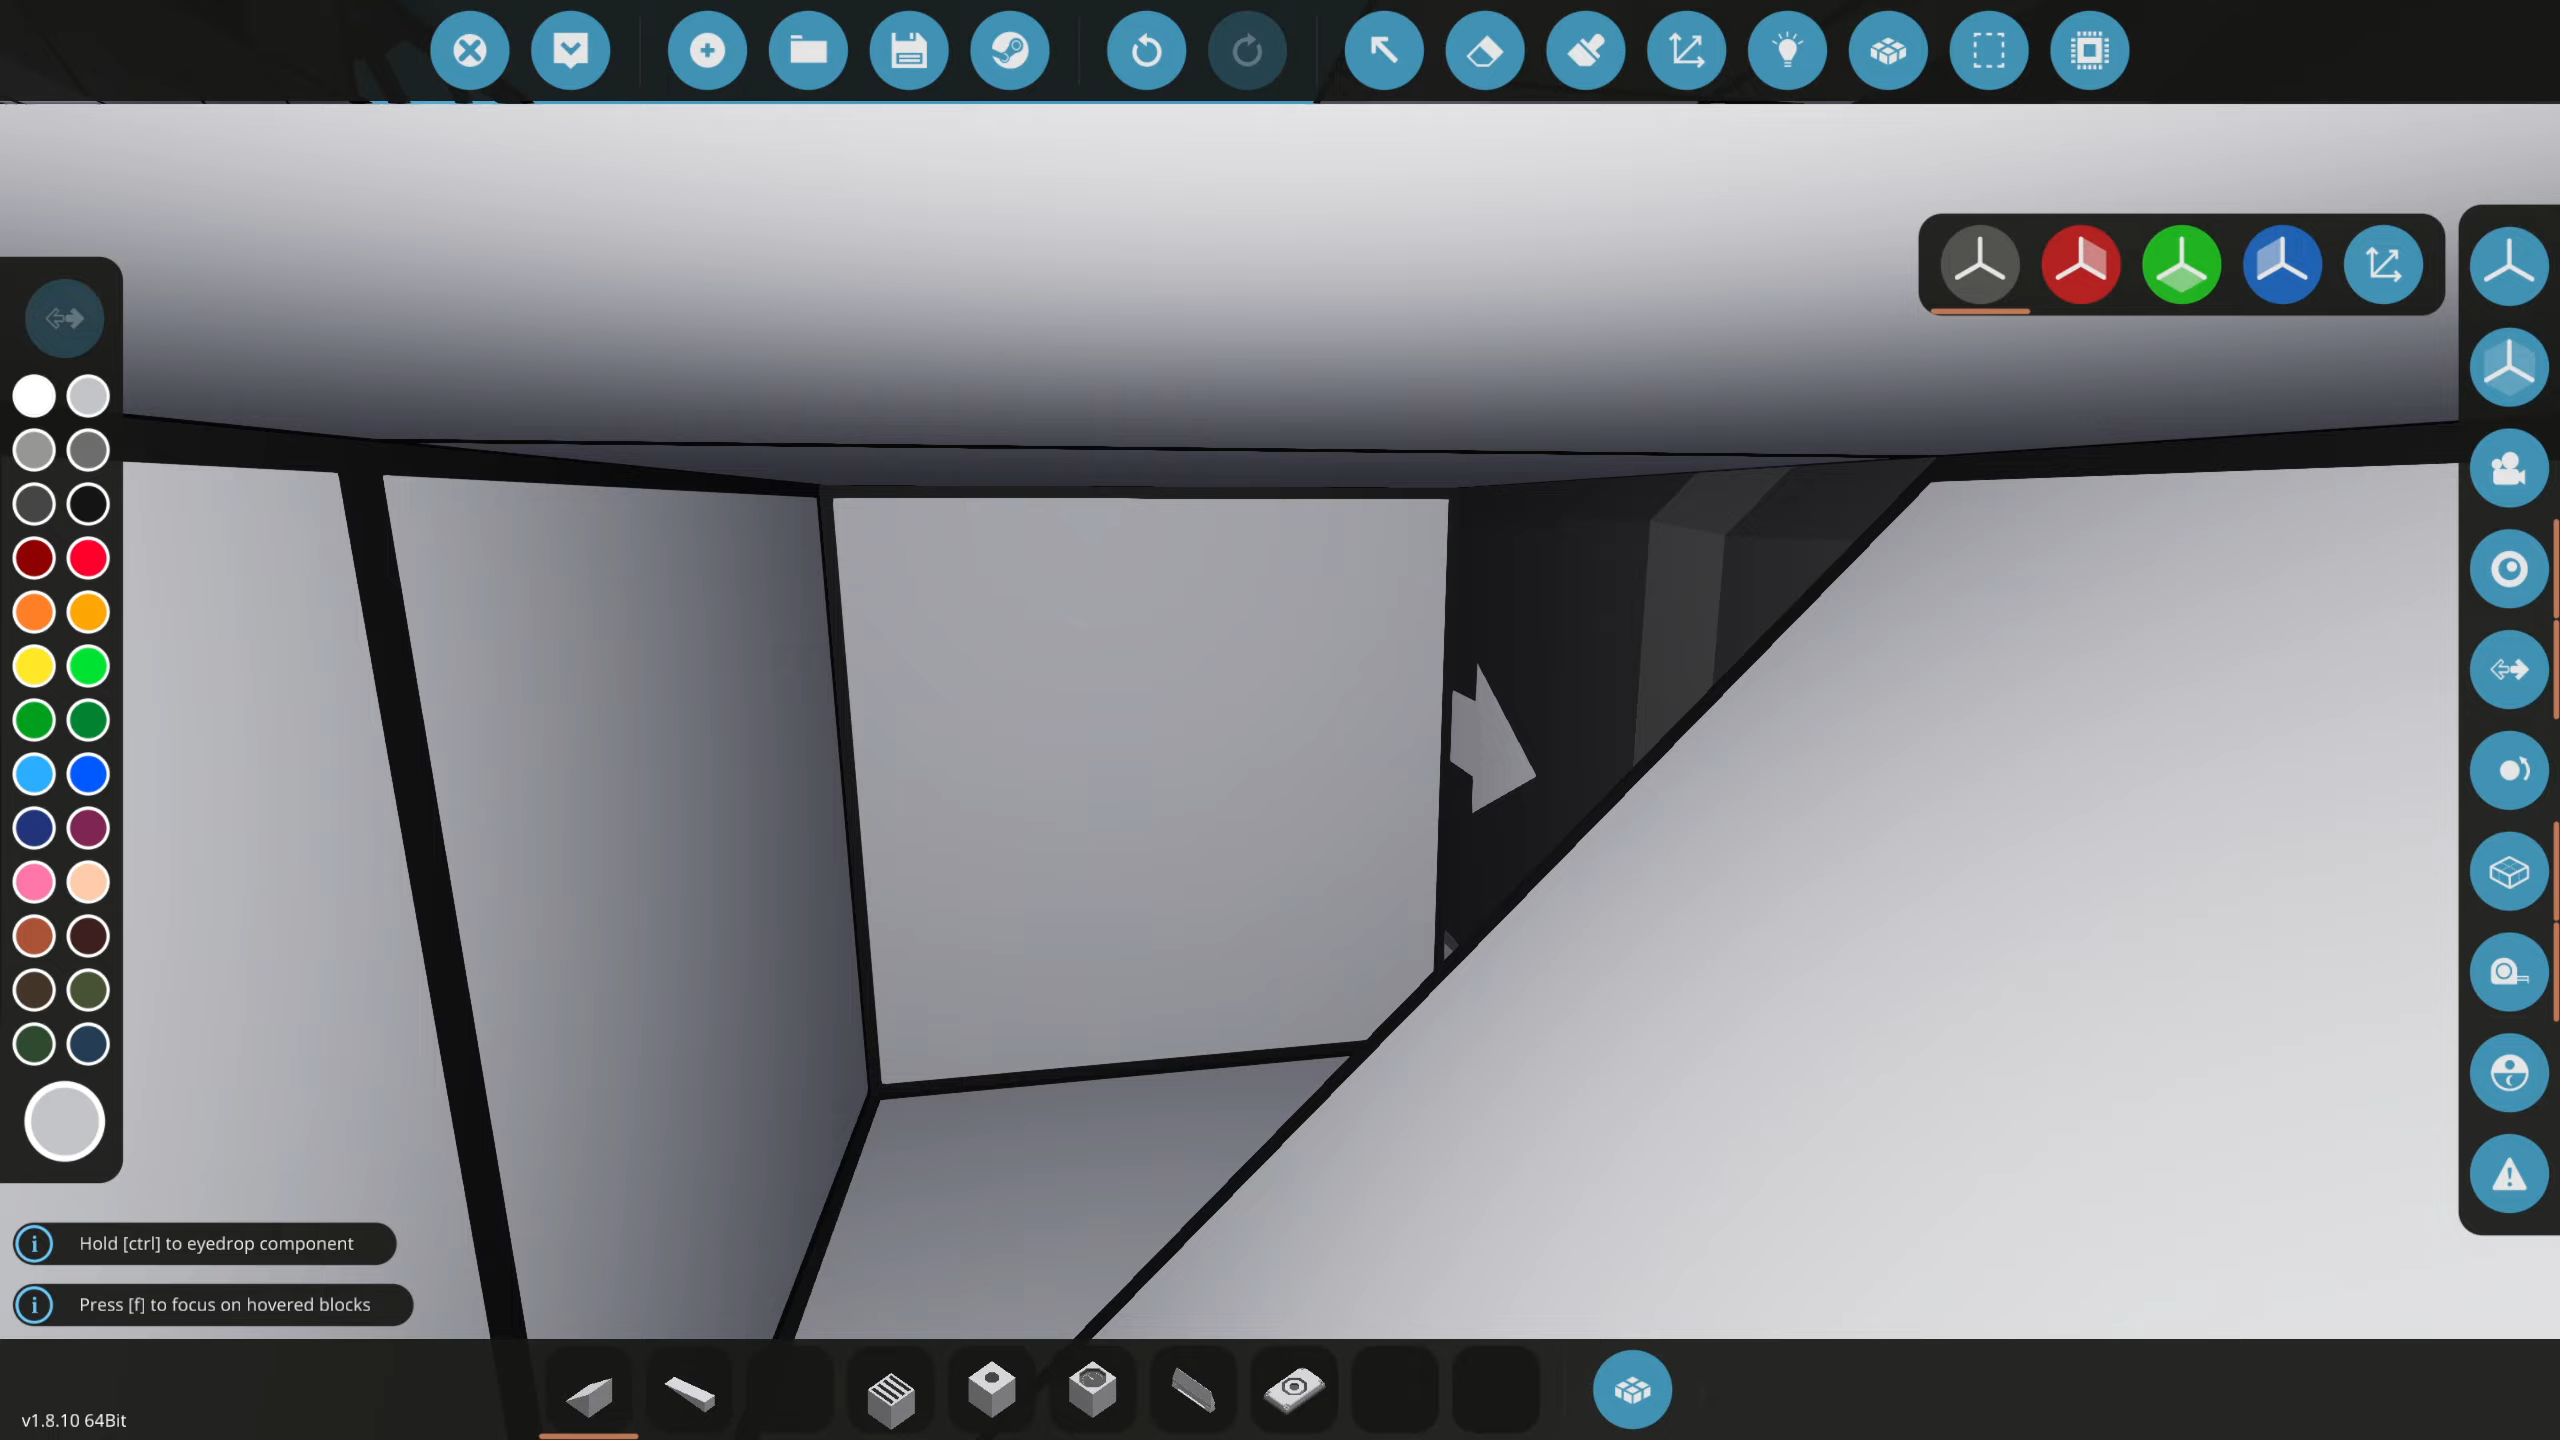 Hold [ctrl] to eyedrop component
Press [f] to focus on hovered blocks
v1.8.10 64Bit